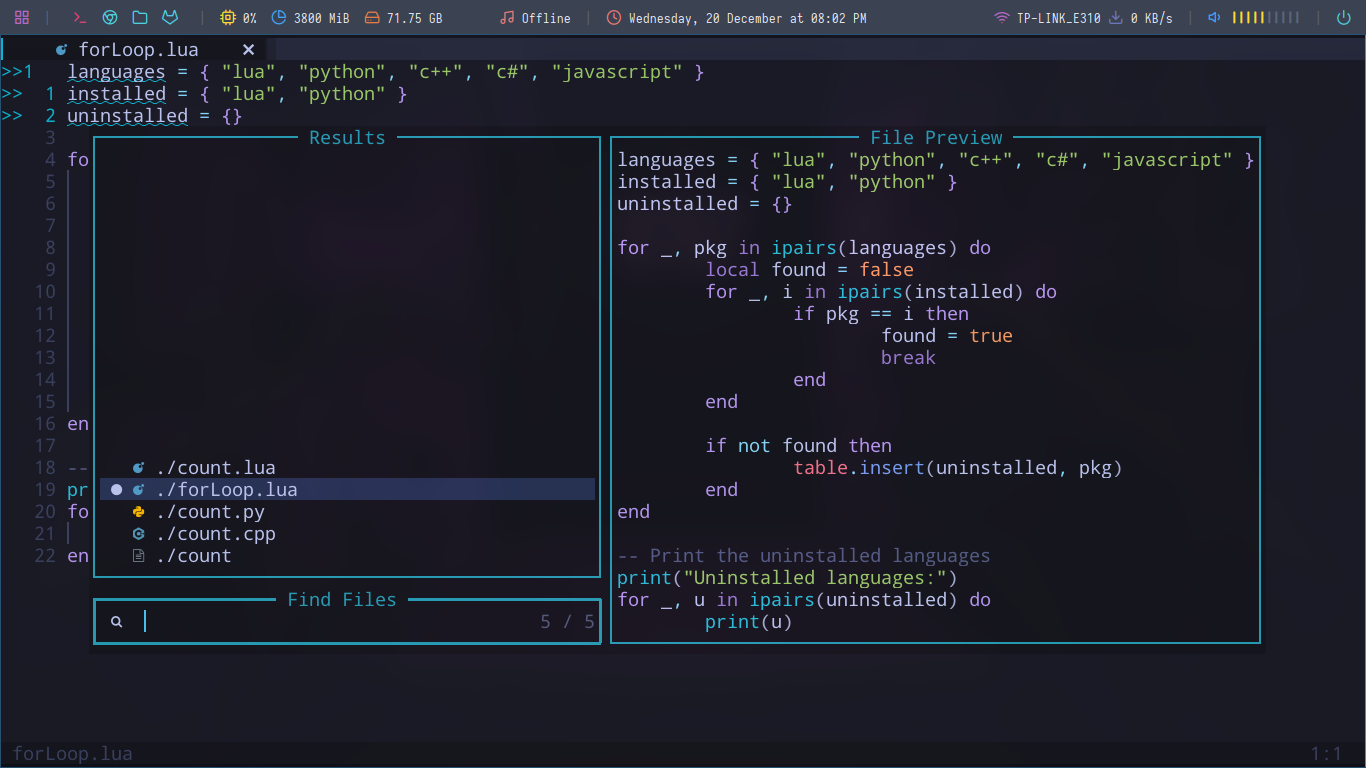 0% 3800 MiB 71.75 GB Offline Wednesday, 20 December at 08:02 PM TP-LINK_E310 0 KB/s
forLoop.lua ×
>>1 languages = { "lua", "python", "c++", "c#", "javascript" }
>> 1 installed = { "lua", "python" }
>> 2 uninstalled = {}
3
4 fo
5
6
7
8
9
10
11
12
13
14
15
16 en
17
18 --
19 pr
20 fo
21
22 en
Results
./count.lua
./forLoop.lua
./count.py
./count.cpp
./count
Find Files
5 / 5
File Preview
languages = { "lua", "python", "c++", "c#", "javascript" }
installed = { "lua", "python" }
uninstalled = {}
for _, pkg in ipairs(languages) do
local found = false
for _, i in ipairs(installed) do
if pkg == i then
found = true
break
end
end
if not found then
table.insert(uninstalled, pkg)
end
end
-- Print the uninstalled languages
print("Uninstalled languages:")
for _, u in ipairs(uninstalled) do
print(u)
forLoop.lua 1:1